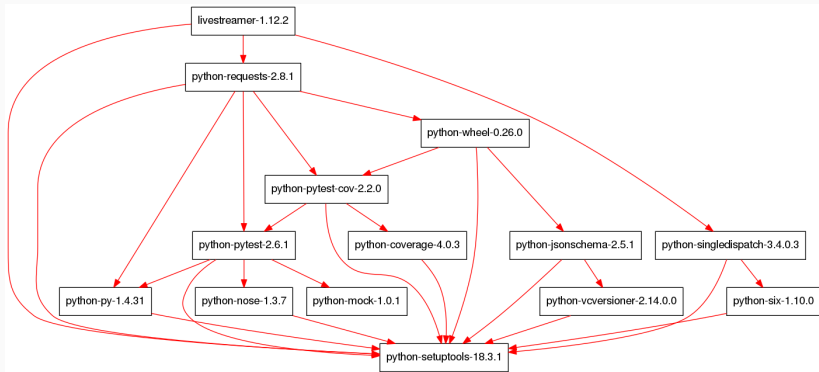 livestreamer-1.12.2
python-requests-2.8.1
python-wheel-0.26.0
python-pytest-cov-2.2.0
python-pytest-2.6.1
python-coverage-4.0.3
python-jsonschema-2.5.1
python-singledispatch-3.4.0.3
python-py-1.4.31
python-nose-1.3.7
python-mock-1.0.1
python-vcversioner-2.14.0.0
python-six-1.10.0
python-setuptools-18.3.1